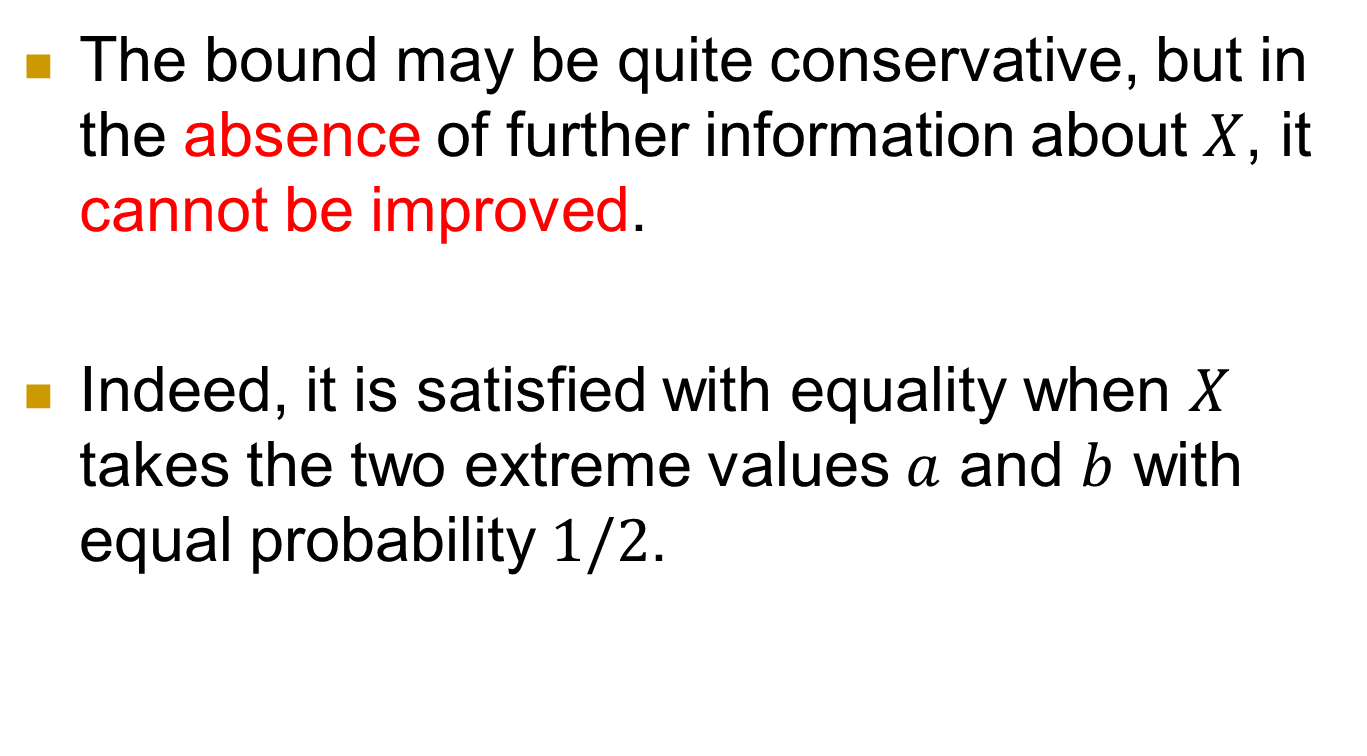 The bound may be quite conservative, but in
the absence of further information about X, it
cannot be improved.
Indeed, it is satisfied with equality when X
takes the two extreme values a and b with
equal probability 1/2.